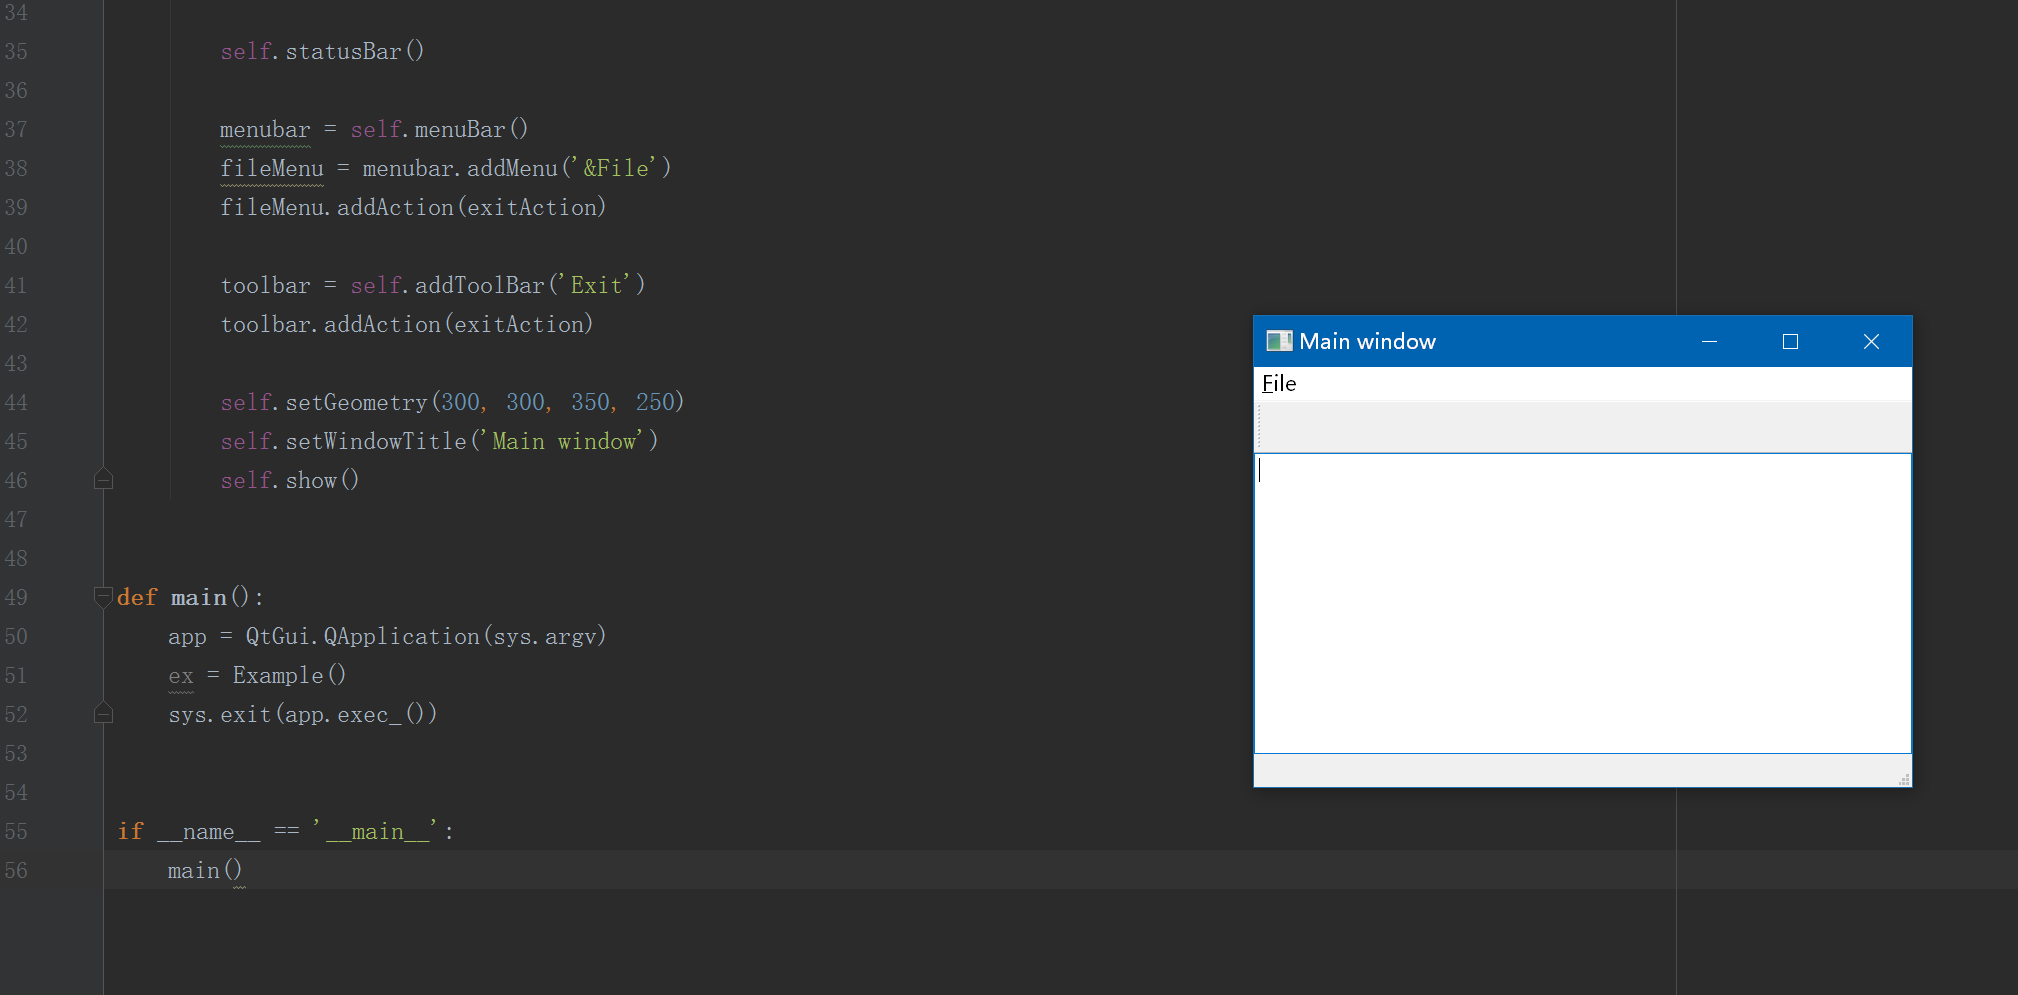 34
35 self.statusBar()
36
37 menubar = self.menuBar()
38 fileMenu = menubar.addMenu('&File')
39 fileMenu.addAction(exitAction)
40
41 toolbar = self.addToolBar('Exit')
42 toolbar.addAction(exitAction)
43
44 self.setGeometry(300, 300, 350, 250)
45 self.setWindowTitle('Main window')
46 self.show()
47
48
49 def main():
50 app = QtGui.QApplication(sys.argv)
51 ex = Example()
52 sys.exit(app.exec_())
53
54
55 if __name__ == '__main__':
56 main()
Main window
File